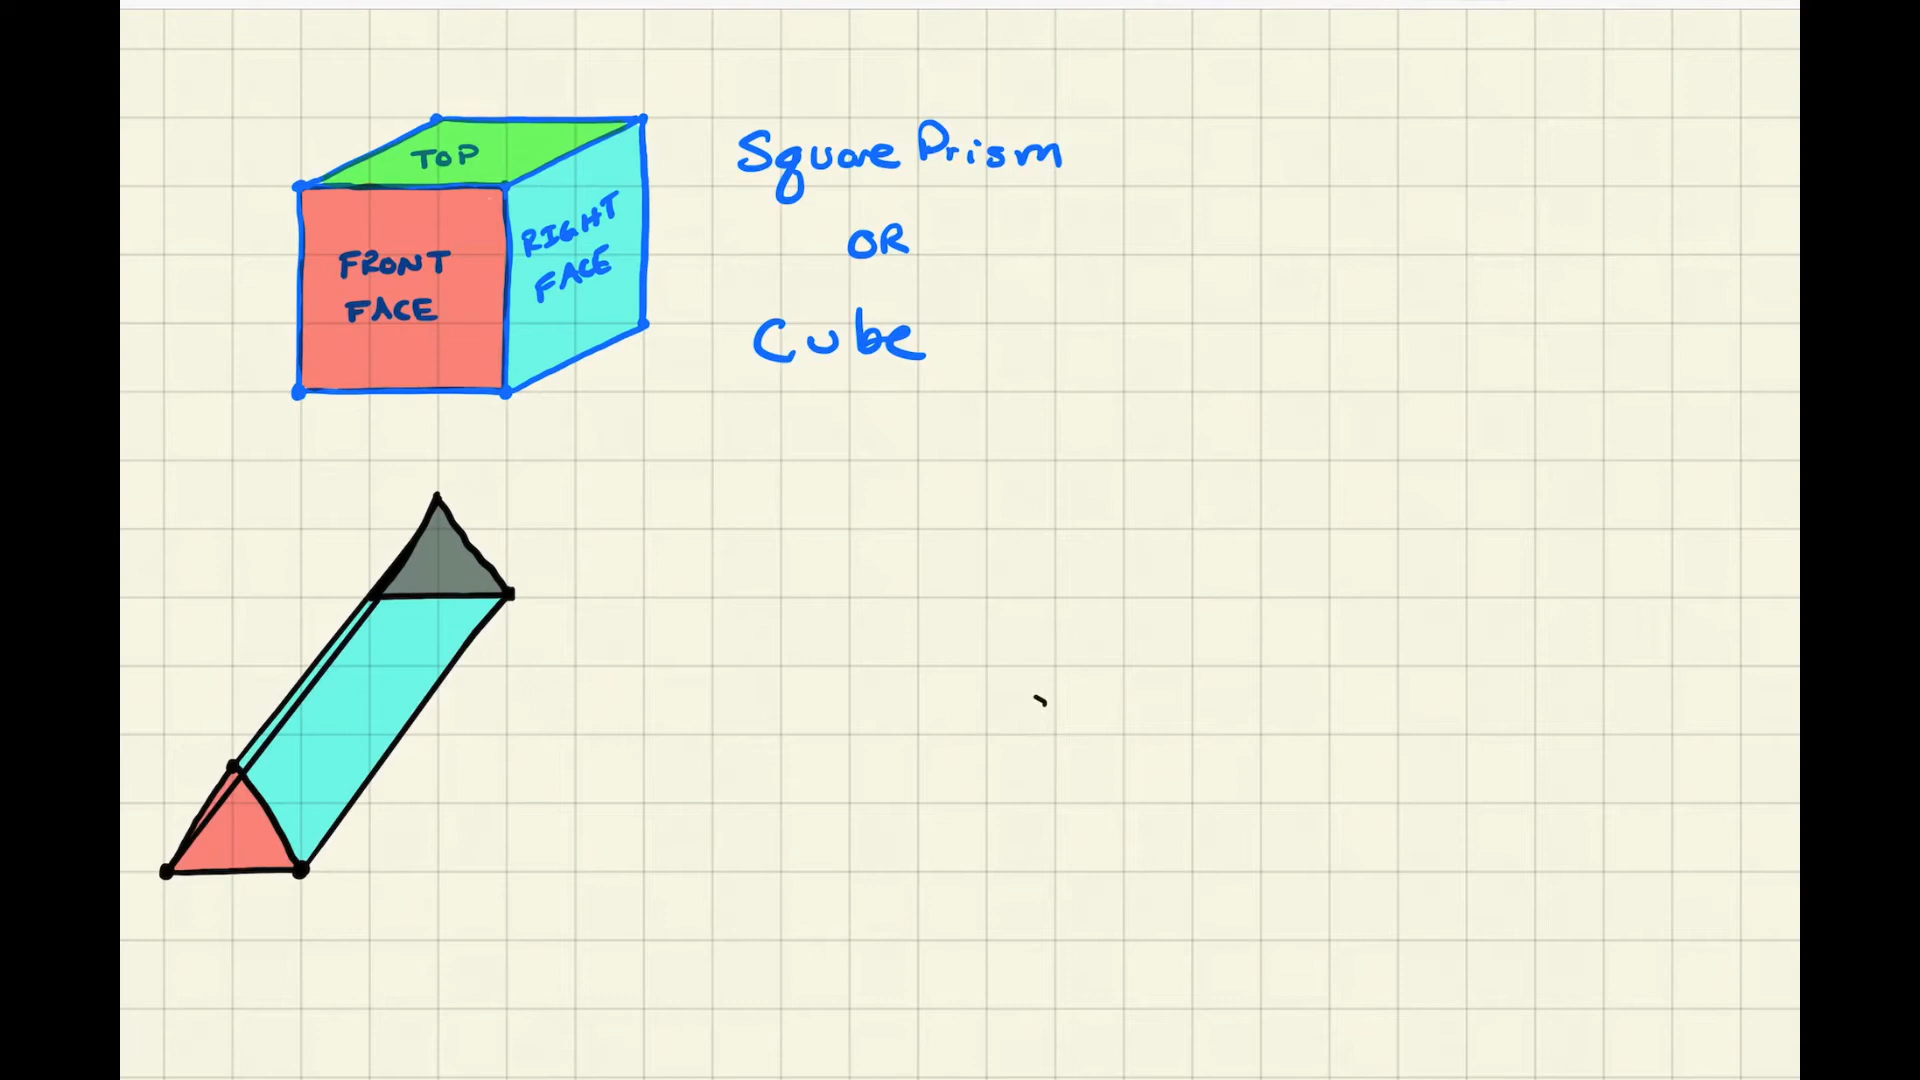 TOP
FRONT
FACE
RIGHT
FACE
Square Prism
OR
Cube